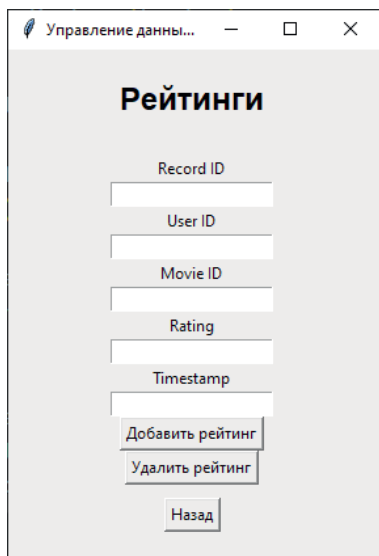 Управление данны...
Рейтинги
Record ID
User ID
Movie ID
Rating
Timestamp
Добавить рейтинг
Удалить рейтинг
Назад